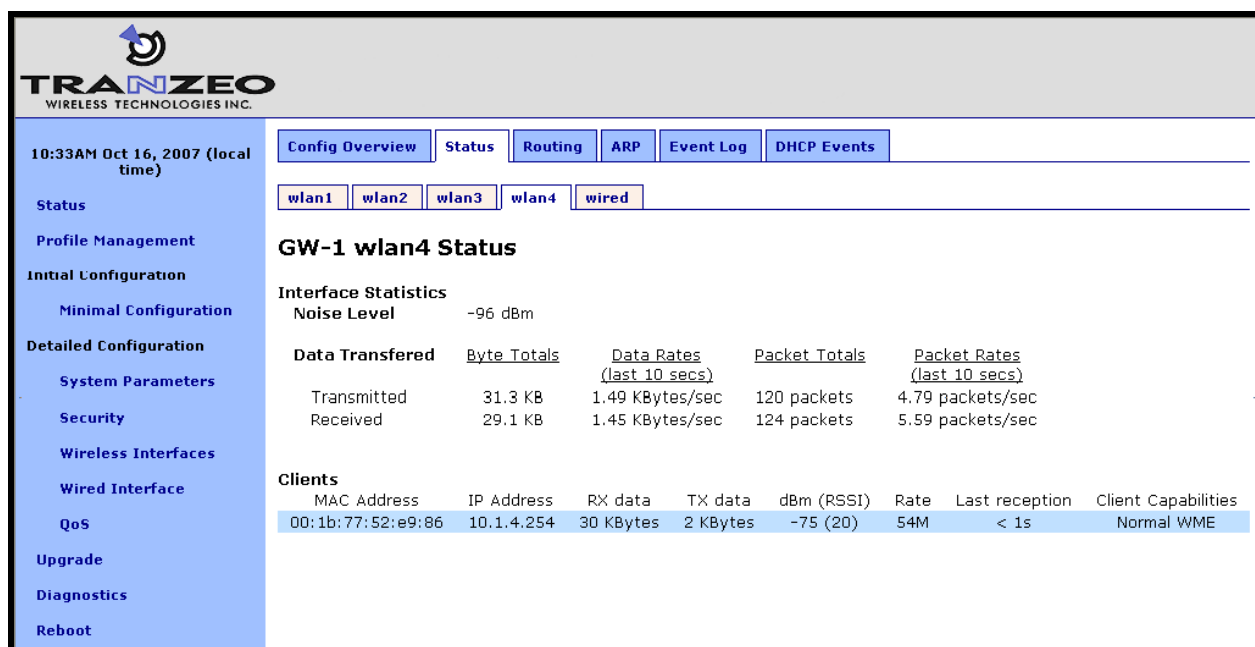 TRANZEO
WIRELESS TECHNOLOGIES INC.
10:33AM Oct 16, 2007 (local
time)
Status
Profile Management
Initial Configuration
Minimal Configuration
Detailed Configuration
System Parameters
Security
Wireless Interfaces
Wired Interface
QoS
Upgrade
Diagnostics
Reboot
Config Overview Status Routing ARP Event Log DHCP Events
wlan1 wlan2 wlan3 wlan4 wired
GW-1 wlan4 Status
Interface Statistics
Noise Level -96 dBm
Data Transfered Byte Totals Data Rates Packet Totals Packet Rates
(last 10 secs) (last 10 secs)
Transmitted 31.3 KB 1.49 KBytes/sec 120 packets 4.79 packets/sec
Received 29.1 KB 1.45 KBytes/sec 124 packets 5.59 packets/sec
Clients
MAC Address IP Address RX data TX data dBm (RSSI) Rate Last reception Client Capabilities
00:1b:77:52:e9:86 10.1.4.254 30 KBytes 2 KBytes -75 (20) 54M < 1s Normal WME